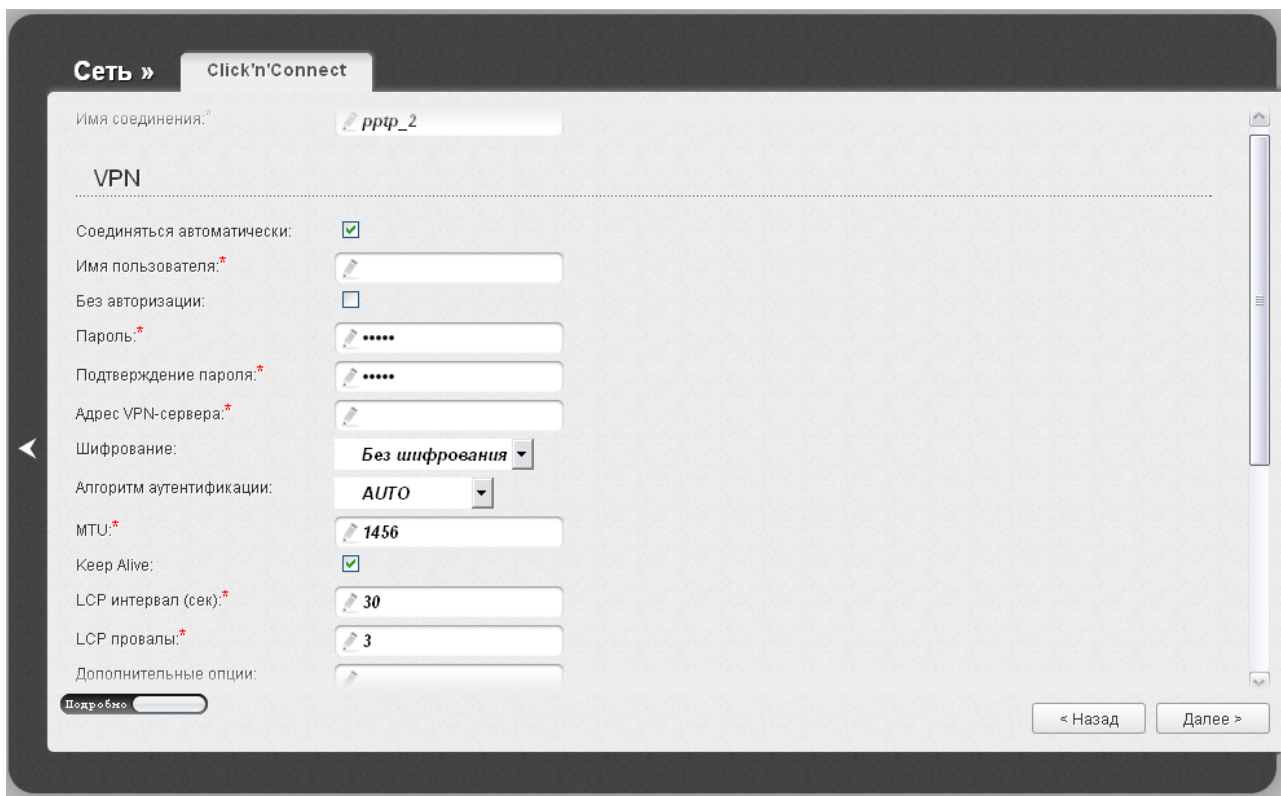 Сеть »
Click'n'Connect
Имя соединения:* pptp_2
VPN
Соединяться автоматически:
Имя пользователя:*
Без авторизации:
Пароль:* •••••
Подтверждение пароля:* •••••
Адрес VPN-сервера:*
Шифрование: Без шифрования
Алгоритм аутентификации: AUTO
MTU:* 1456
Keep Alive:
LCP интервал (сек):* 30
LCP провалы:* 3
Дополнительные опции:
Подробно
< Назад
Далее >